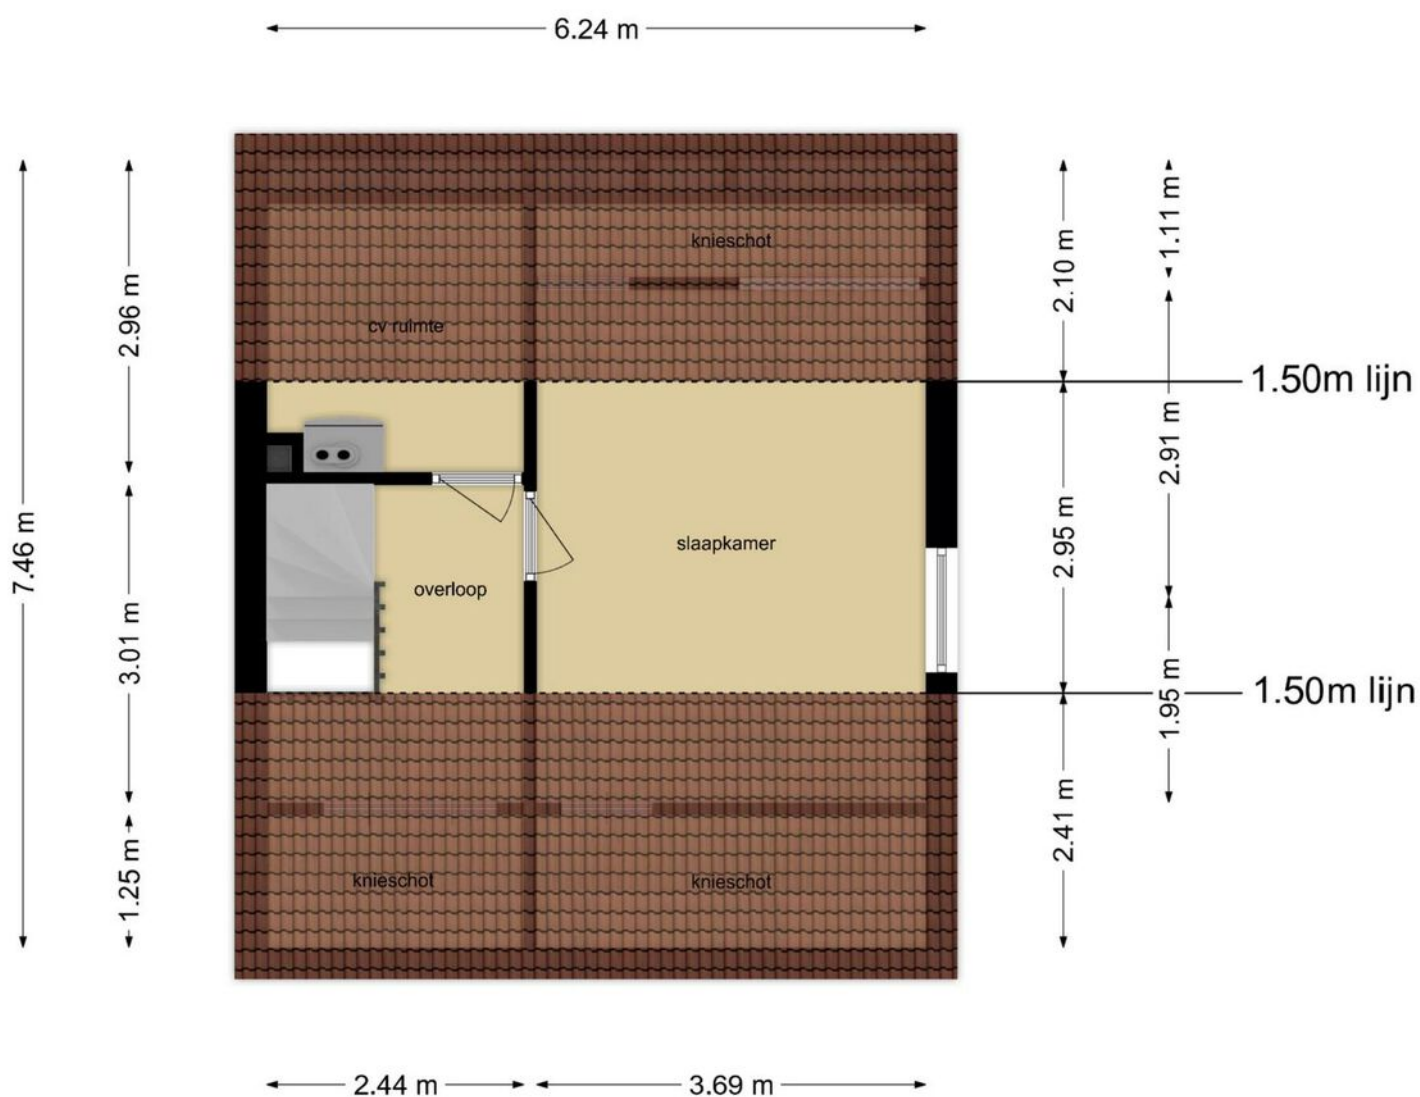 6.24 m
knieschot
1.11 m
2.10 m
2.96 m
cv ruimte
1.50m lijn
2.91 m
7.46 m
slaapkamer
2.95 m
overloop
3.01 m
1.50m lijn
1.95 m
2.41 m
1.25 m
knieschot
knieschot
2.44 m
3.69 m